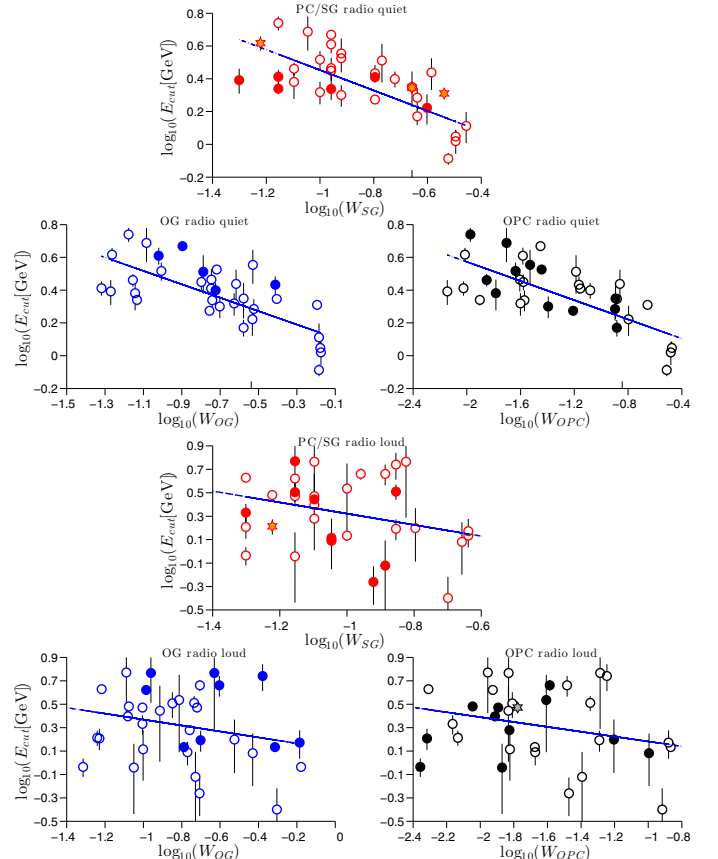 PC/SG radio quiet
log10(Ecut[GeV])
0.8
0.6
0.4
0.2
0
−0.2
−1.4 −1.2 −1 −0.8 −0.6 −0.4
log10(WSG)
OG radio quiet
log10(Ecut[GeV])
0.8
0.6
0.4
0.2
0
−0.2
−1.5 −1.3 −1.1 −0.9 −0.7 −0.5 −0.3 −0.1
log10(WOG)
OPC radio quiet
log10(Ecut[GeV])
0.8
0.6
0.4
0.2
0
−0.2
−2.4 −2 −1.6 −1.2 −0.8 −0.4
log10(WOPC)
PC/SG radio loud
log10(Ecut[GeV])
0.9
0.7
0.5
0.3
0.1
−0.1
−0.3
−0.5
−1.4 −1.2 −1 −0.8 −0.6
log10(WSG)
OG radio loud
log10(Ecut[GeV])
0.9
0.7
0.5
0.3
0.1
−0.1
−0.3
−0.5
−1.4 −1.2 −1 −0.8 −0.6 −0.4 −0.2 0
log10(WOG)
OPC radio loud
log10(Ecut[GeV])
0.9
0.7
0.5
0.3
0.1
−0.1
−0.3
−0.5
−2.4 −2.2 −2 −1.8 −1.6 −1.4 −1.2 −1 −0.8
log10(WOPC)